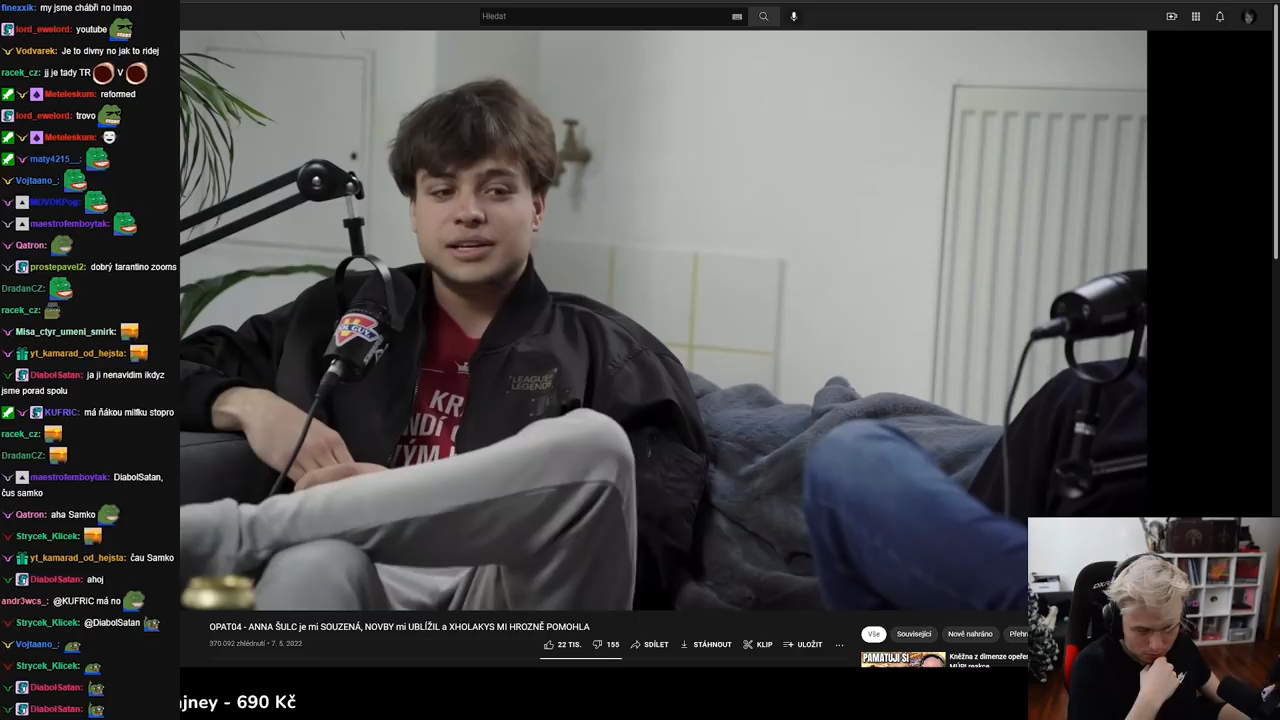 finexxik: my jsme chábři no lmao
lord_ewelord: youtube
Vodvarek: Je to divny no jak to ridej
racek_cz: jj je tady TR V
Meteleskum: reformed
lord_ewelord: trovo
Meteleskum:
maty4215__:
Vojtaano_:
MDVDKPog:
maestrofemboytak:
Qatron:
prostepavel2: dobrý tarantino zooms
DradanCZ:
racek_cz:
Misa_ctyr_umeni_smirk:
yt_kamarad_od_hejsta:
DiabolSatan: ja ji nenavidim ikdyz
jsme porad spolu
KUFRIC: má ňákou milfku stopro
racek_cz:
DradanCZ:
maestrofemboytak: DiabolSatan,
čus samko
Qatron: aha Samko
Strycek_Klicek:
yt_kamarad_od_hejsta: čau Samko
DiabolSatan: ahoj
andr3wcs_: @KUFRIC má no
Strycek_Klicek: @DiabolSatan
Vojtaano_:
Strycek_Klicek:
DiabolSatan:
DiabolSatan:
Hledat
LEAGUE
LEGENDS
OPAT04 - ANNA ŠULC je mi SOUZENÁ, NOVBY mi UBLÍŽIL a XHOLAKYS MI HROZNĚ POMOHLA
370 092 zhlédnutí • 7. 5. 2022
22 TIS.
155
SDÍLET
STÁHNOUT
KLIP
ULOŽIT
Vše
Související
Nově nahráno
PAMATUJI SI
Kněžna z dimenze
ajney - 690 Kč